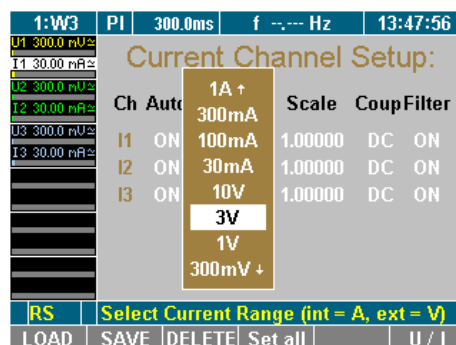 1:W3 PI 300.0ms f --.--- Hz 13:47:56
U1 300.0 mV≃
I1 30.00 mA≃
U2 300.0 mV≃
I2 30.00 mA≃
U3 300.0 mV≃
I3 30.00 mA≃
Current Channel Setup:
Ch Auto Scale Coup Filter
I1 ON 1.00000 DC ON
I2 ON 1.00000 DC ON
I3 ON 1.00000 DC ON
1A ↑
300mA
100mA
30mA
10V
3V
1V
300mV ↓
RS Select Current Range (int = A, ext = V)
LOAD SAVE DELETE Set all U / I